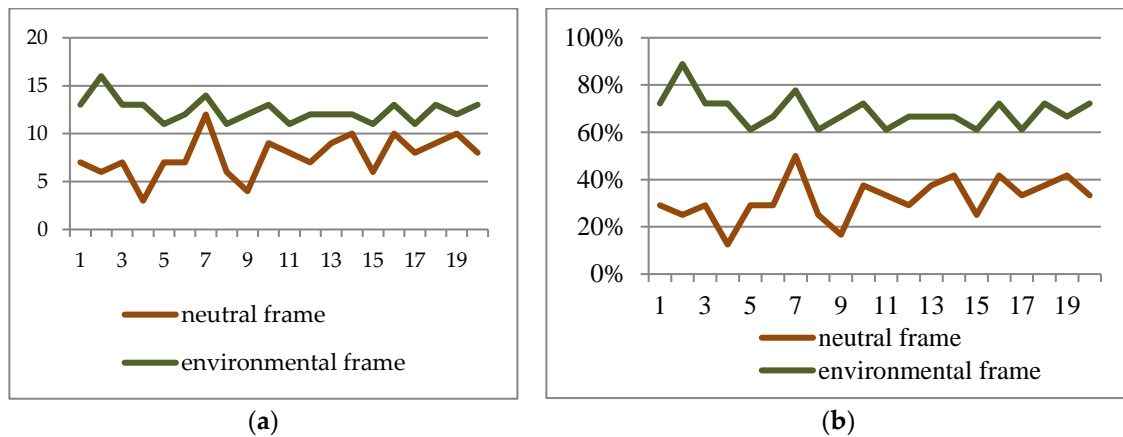 20
15
10
5
0
1 3 5 7 9 11 13 15 17 19
neutral frame
environmental frame
(a)
100%
80%
60%
40%
20%
0%
1 3 5 7 9 11 13 15 17 19
neutral frame
environmental frame
(b)